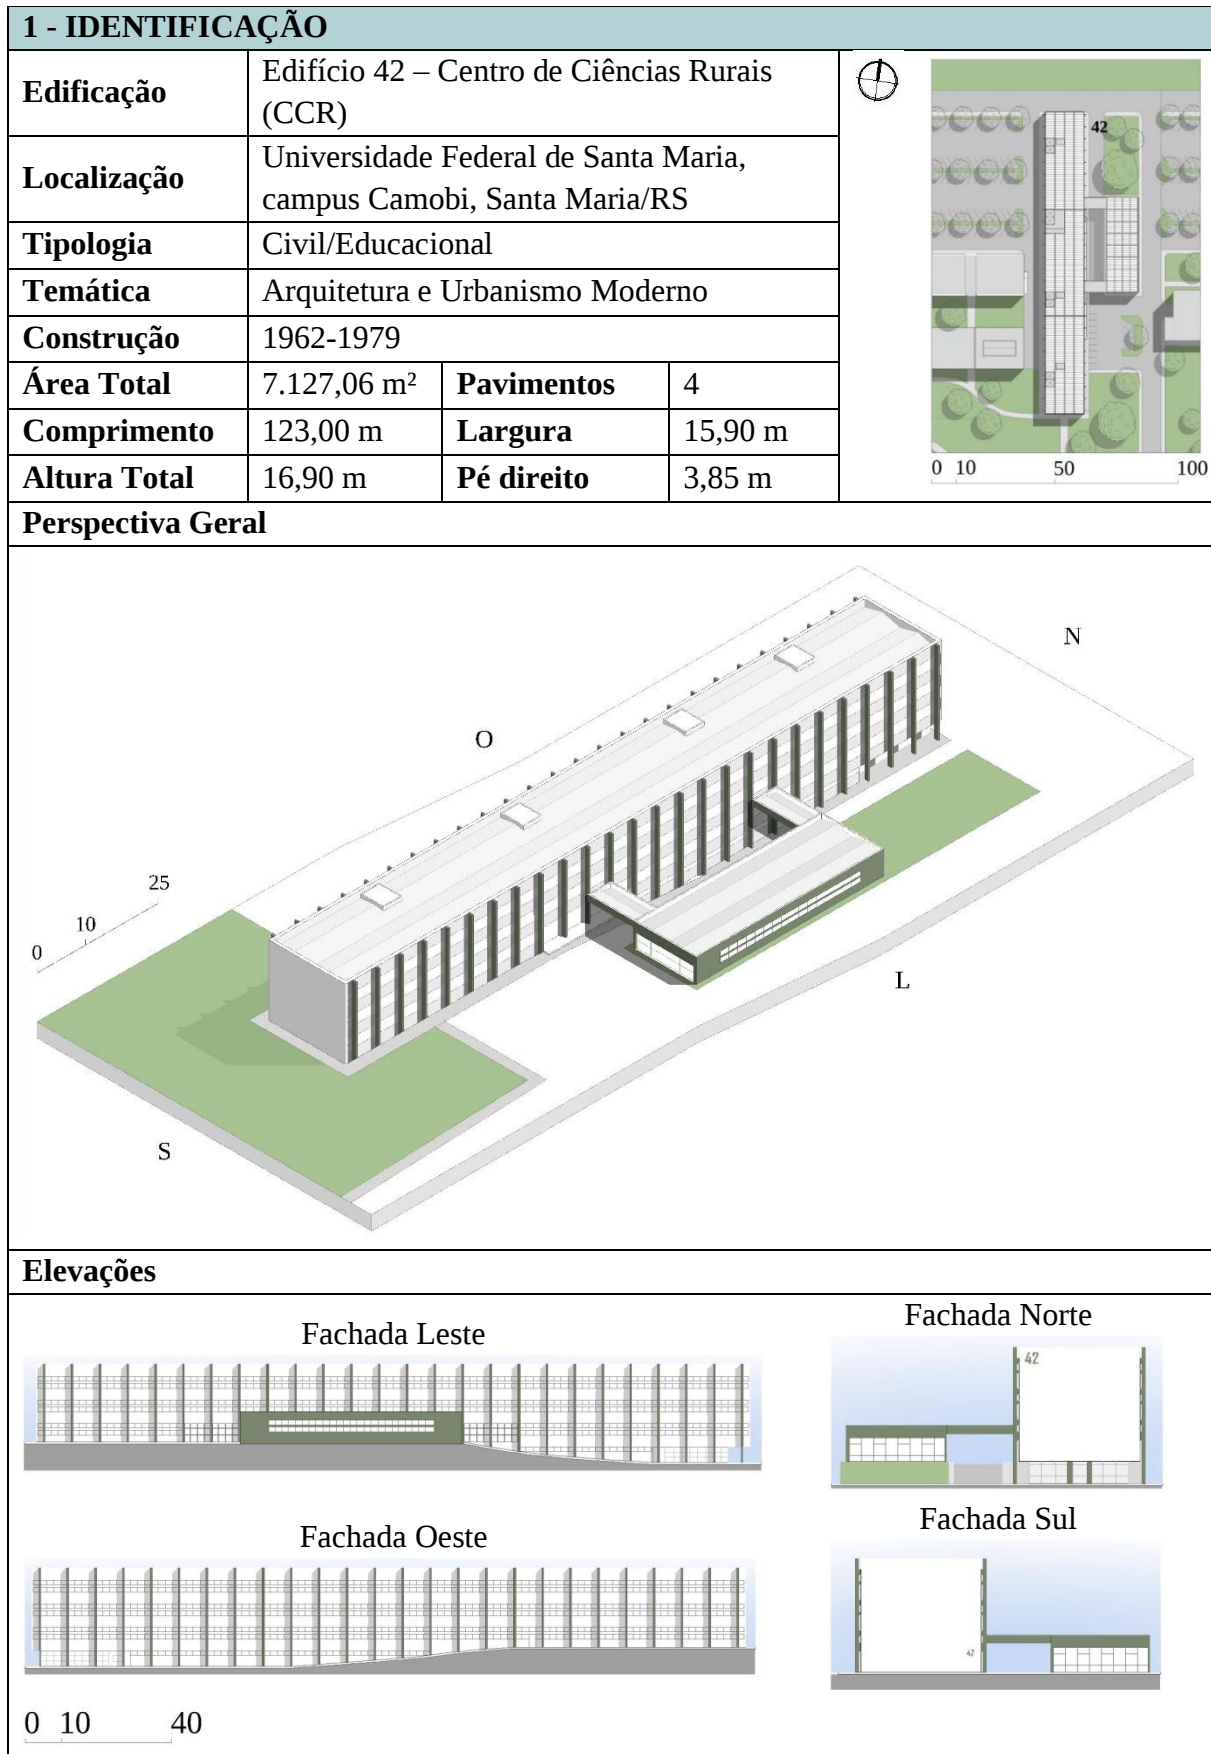 1 - IDENTIFICAÇÃO
Edificação
Edifício 42 – Centro de Ciências Rurais
(CCR)
Localização
Universidade Federal de Santa Maria,
campus Camobi, Santa Maria/RS
Tipologia
Civil/Educacional
Temática
Arquitetura e Urbanismo Moderno
Construção
1962-1979
Área Total
7.127,06 m²
Pavimentos
4
Comprimento
123,00 m
Largura
15,90 m
Altura Total
16,90 m
Pé direito
3,85 m
42
0 10 50 100
Perspectiva Geral
N
O
25
10
0
L
S
Elevações
Fachada Leste
Fachada Norte
42
Fachada Oeste
Fachada Sul
42
0 10 40